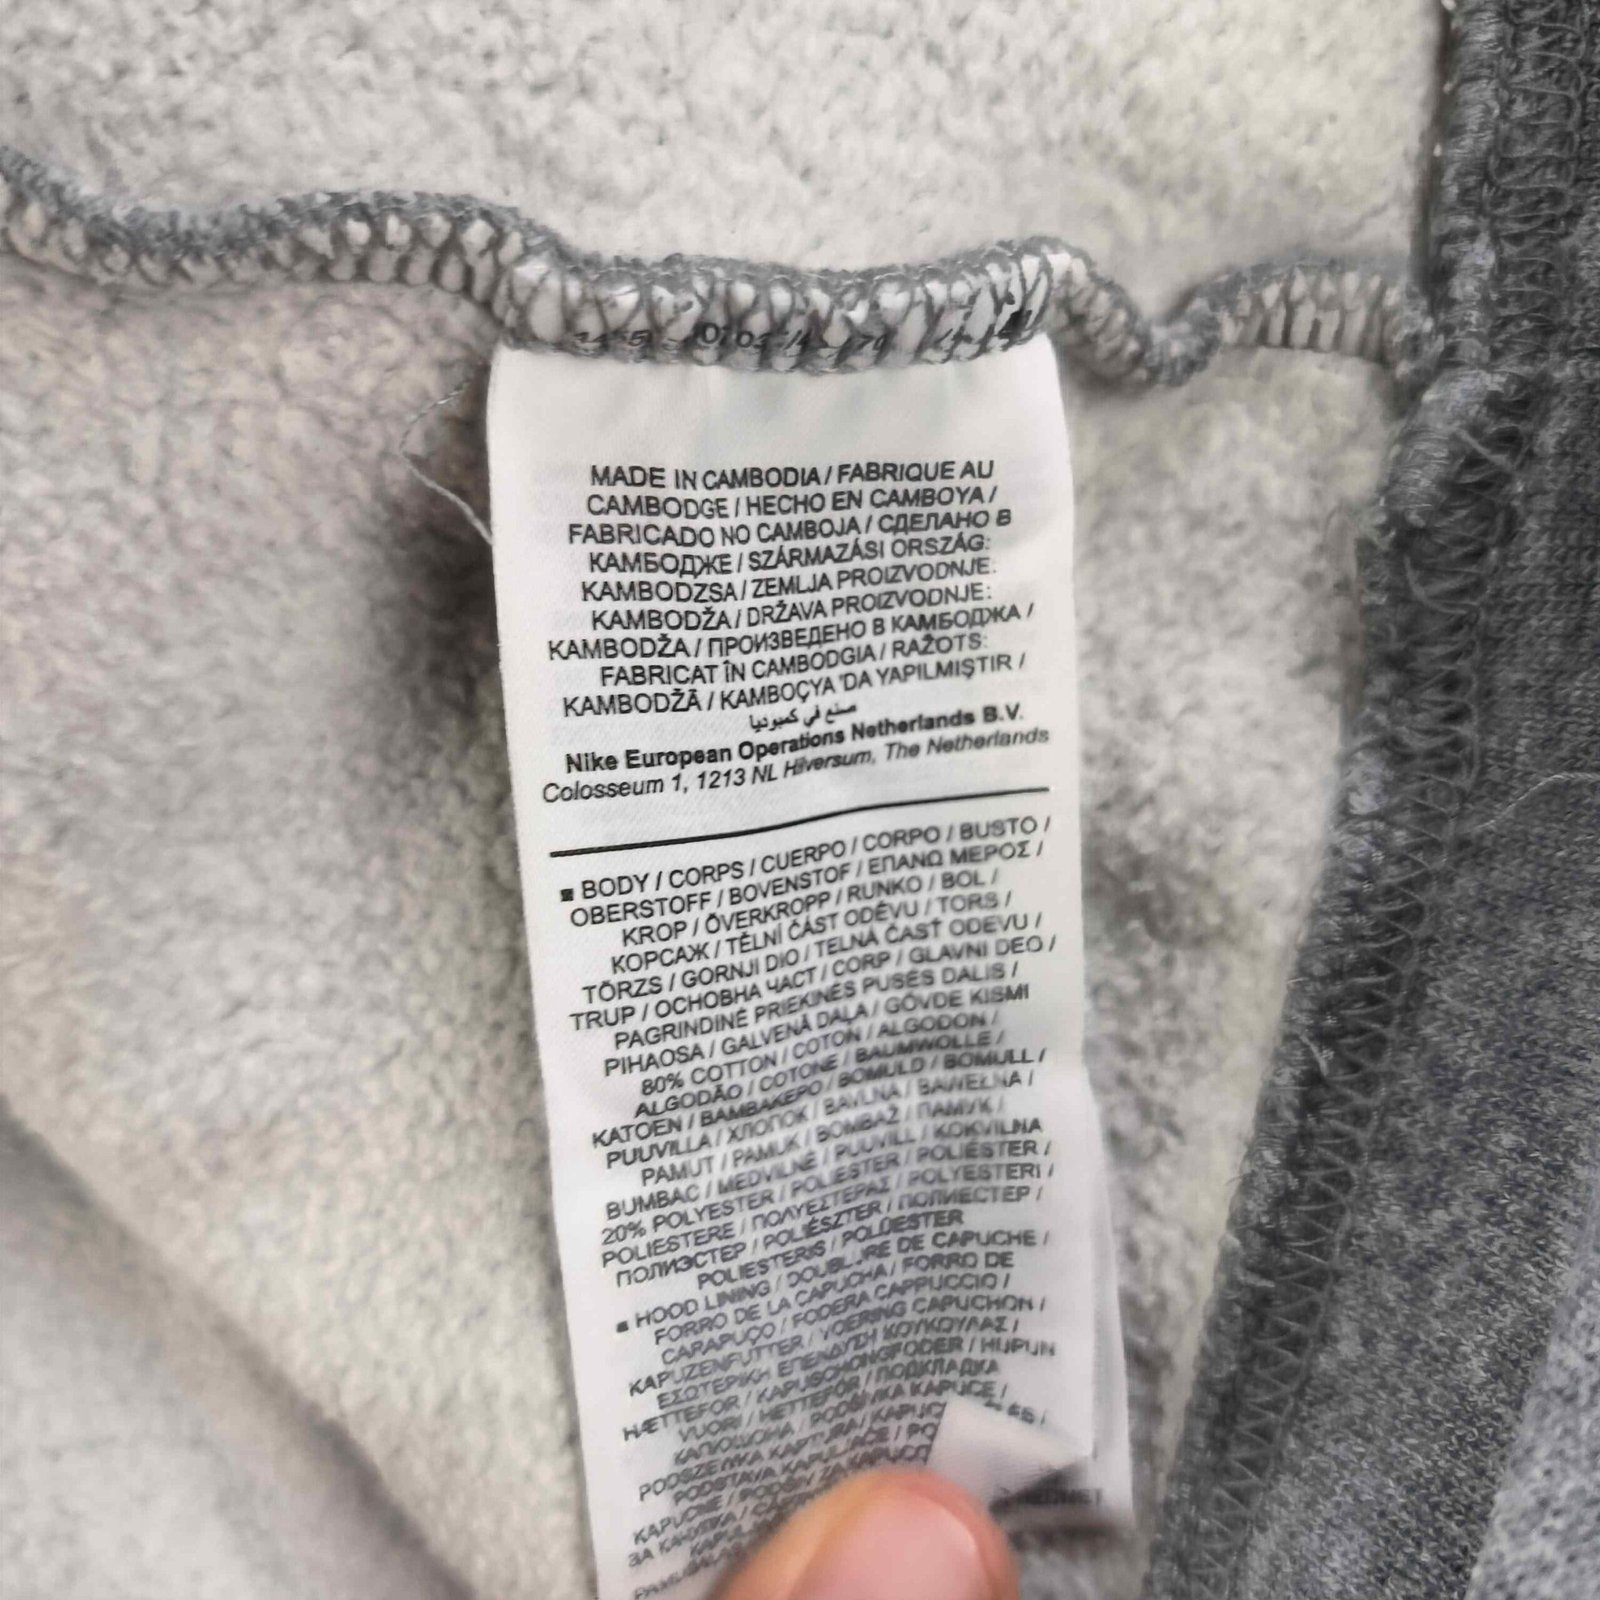 MADE IN CAMBODIA / FABRIQUE AU
CAMBODGE / HECHO EN CAMBOYA /
FABRICADO NO CAMBOJA / СДЕЛАНО В
КАМБОДЖЕ / SZÁRMAZÁSI ORSZÁG:
KAMBODZSA / ZEMLJA PROIZVODNJE:
KAMBODŽA / DRŽAVA PROIZVODNJE:
KAMBODŽA / ПРОИЗВЕДЕНО В КАМБОДЖА /
FABRICAT ÎN CAMBODGIA / RAŽOTS:
KAMBODŽĀ / KAMBOÇYA 'DA YAPILMIŞTIR /
صنع في كمبوديا
Nike European Operations Netherlands B.V.
Colosseum 1, 1213 NL Hilversum, The Netherlands
■ BODY / CORPS / CUERPO / CORPO / BUSTO /
OBERSTOFF / BOVENSTOF / ΕΠΑΝΩ ΜΕΡΟΣ /
KROP / ÖVERKROPP / RUNKO / BOL /
КОРСАЖ / TĚLNÍ ČÁST ODĚVU / TORS /
TÖRZS / GORNJI DIO / TELNÁ ČASŤ ODEVU /
TRUP / ОСНОВНА ЧАСТ / CORP / GLAVNI DEO /
PAGRINDINĖ PRIEKINĖS PUSĖS DALIS /
PIHAOSA / GALVENĀ DAĻA / GÖVDE KISMI
80% COTTON / COTON / ALGODON /
ALGODÃO / COTONE / BAUMWOLLE /
KATOEN / ΒΑΜΒΑΚΕΡΟ / BOMULD / BOMULL /
PUUVILLA / ХЛОПОК / BAVLNA / BAWEŁNA /
PAMUT / PAMUK / BOMBAŽ / ПАМУК /
BUMBAC / MEDVILNĖ / PUUVILL / KOKVILNA
20% POLYESTER / POLIESTER / POLIÉSTER /
POLIESTERE / ΠΟΛΥΕΣΤΕΡΑΣ / POLYESTERI /
ПОЛИЭСТЕР / POLIÉSZTER / ПОЛИЕСТЕР /
POLIESTERIS / POLÜESTER
■ HOOD LINING / DE CAPUCHE /
FORRO DE LA CAPUCHA / FORRO DE
CARAPUÇO / FODERA CAPPUCCIO /
KAPUZENFUTTER / VOERING CAPUCHON /
ΕΣΩΤΕΡΙΚΗ ΕΠΕΝΔΥΣΗ ΚΟΥΚΟΥΛΑΣ /
HÆTTEFOR / KAPUSCHONGFODER / HUPUN
VUORI / HETTEFÔR / ПОДКЛАДКА
КАПЮШОНА / PODŠÍVKA KAPUCE /